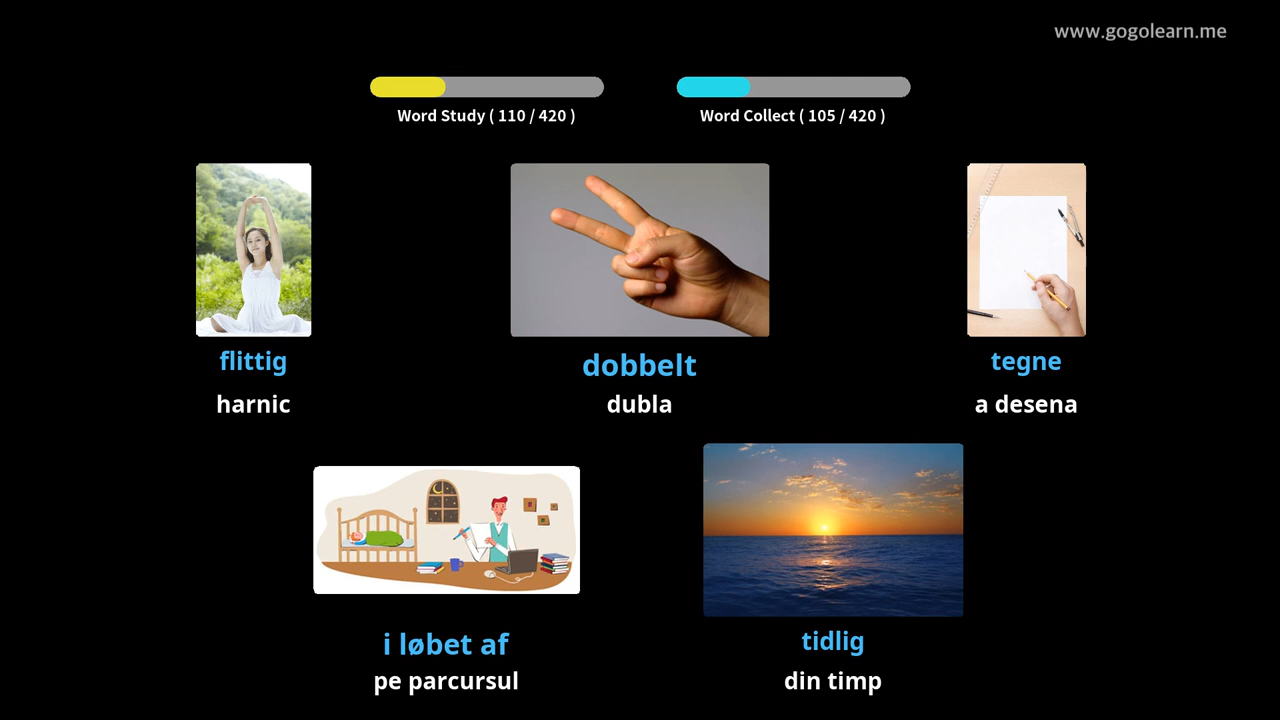 www.gogolearn.me
Word Study ( 110 / 420 )
Word Collect ( 105 / 420 )
flittig
harnic
dobbelt
dubla
tegne
a desena
i løbet af
pe parcursul
tidlig
din timp